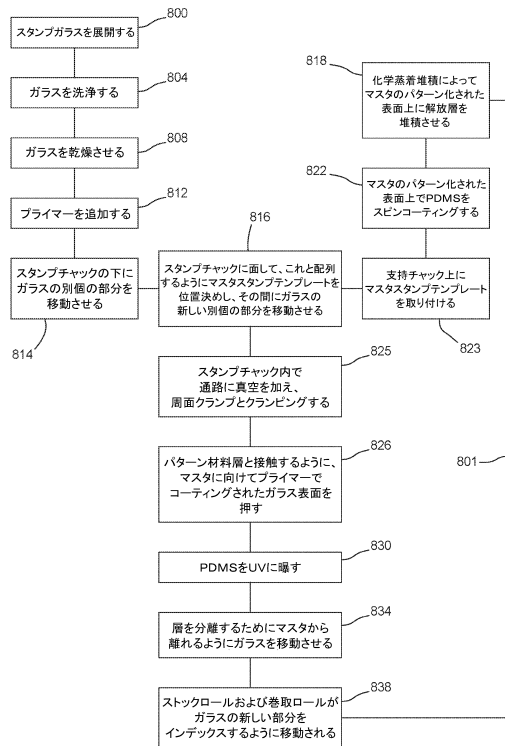 800
スタンプガラスを展開する
804
ガラスを洗浄する
808
ガラスを乾燥させる
812
プライマーを追加する
スタンプチャックの下に
ガラスの別個の部分を
移動させる
814
816
スタンプチャックに面して、これと配列
するようにマスタスタンプテンプレートを
位置決めし、その間にガラスの
新しい別個の部分を移動させる
818
化学蒸着堆積によって
マスタのパターン化された
表面上に解放層を
堆積させる
822
マスタのパターン化された
表面上でPDMSを
スピンコーティングする
支持チャック上に
マスタスタンプテンプレート
を取り付ける
823
825
スタンプチャック内で
通路に真空を加え、
周面クランプとクランピングする
826
パターン材料層と接触するように、
マスタに向けてプライマーで
コーティングされたガラス表面を
押す
801
830
PDMSをUVに曝す
834
層を分離するためにマスタから
離れるようにガラスを移動させる
838
ストックロールおよび巻取ロールが
ガラスの新しい部分を
インデックスするように移動される